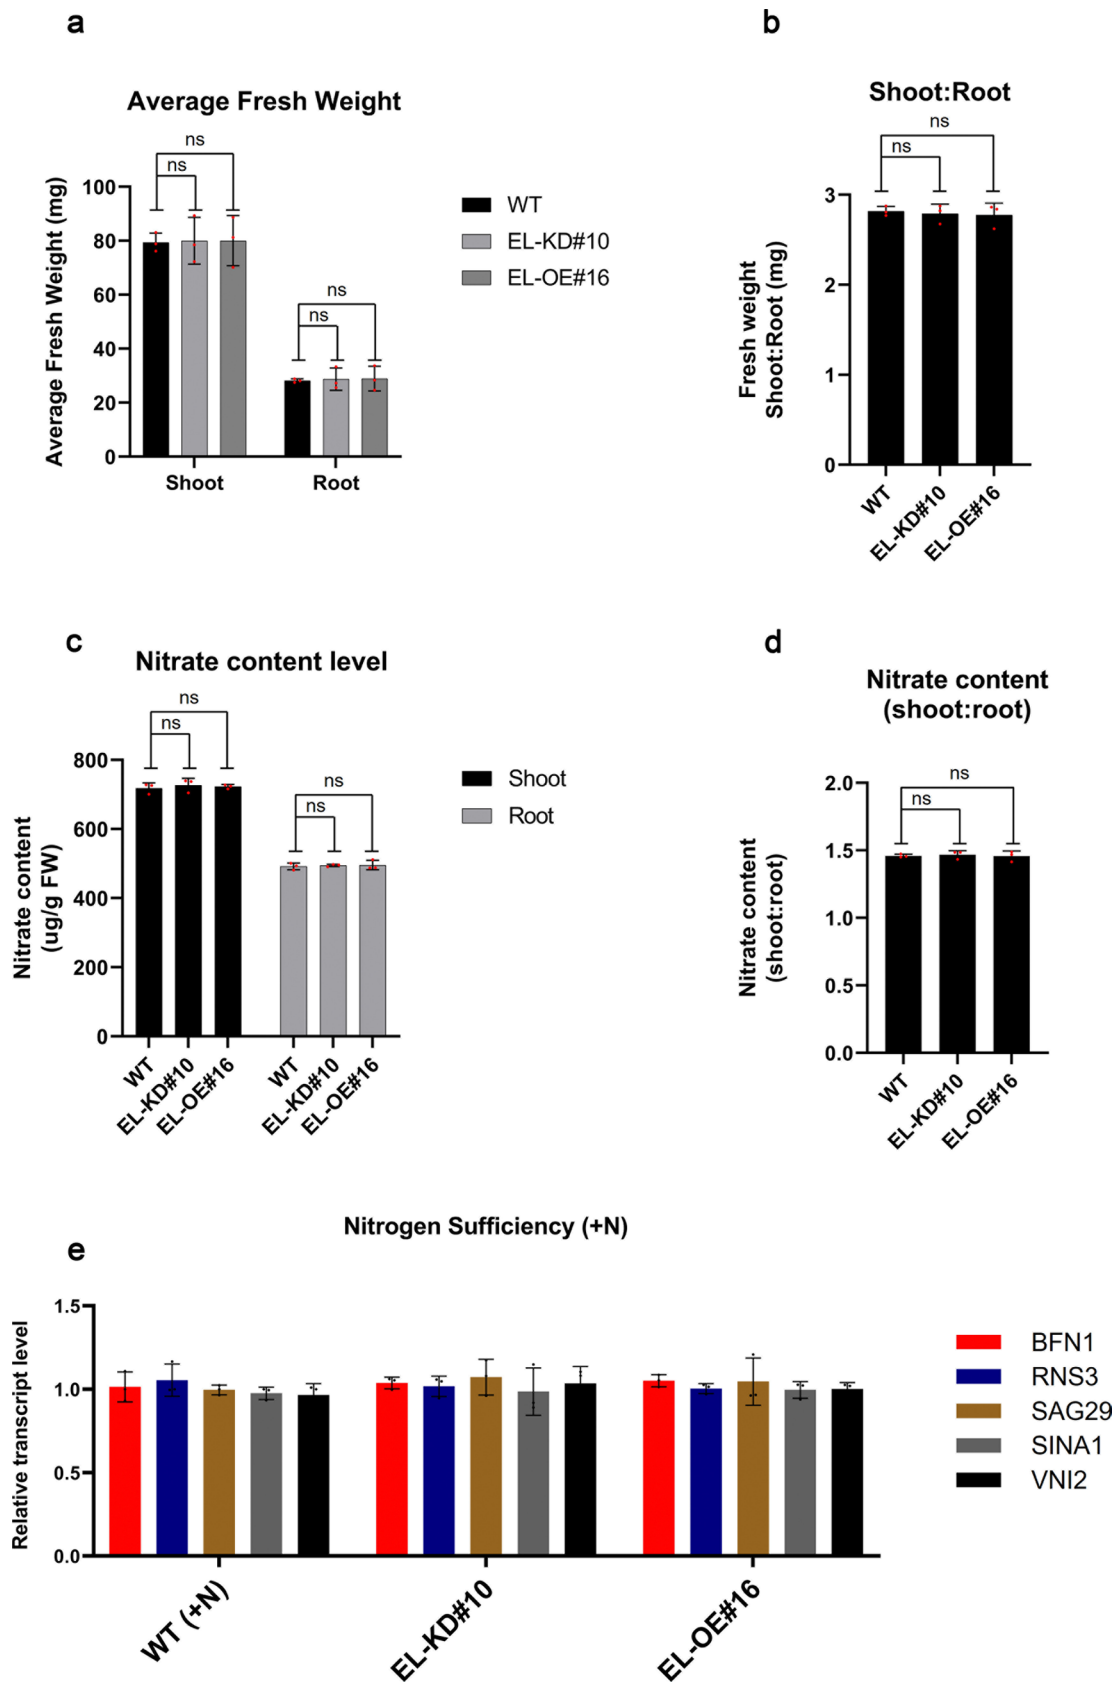 a
Average Fresh Weight
ns
ns
ns
ns
Average Fresh Weight (mg)
100
80
60
40
20
0
Shoot
Root
WT
EL-KD#10
EL-OE#16
b
Shoot:Root
ns
ns
Fresh weight
Shoot:Root (mg)
3
2
1
0
WT
EL-KD#10
EL-OE#16
c
Nitrate content level
ns
ns
ns
ns
Nitrate content
(ug/g FW)
800
600
400
200
0
WT
EL-KD#10
EL-OE#16
WT
EL-KD#10
EL-OE#16
Shoot
Root
d
Nitrate content
(shoot:root)
ns
ns
Nitrate content
(shoot:root)
2.0
1.5
1.0
0.5
0.0
WT
EL-KD#10
EL-OE#16
e
Nitrogen Sufficiency (+N)
Relative transcript level
1.5
1.0
0.5
0.0
WT (+N)
EL-KD#10
EL-OE#16
BFN1
RNS3
SAG29
SINA1
VNI2